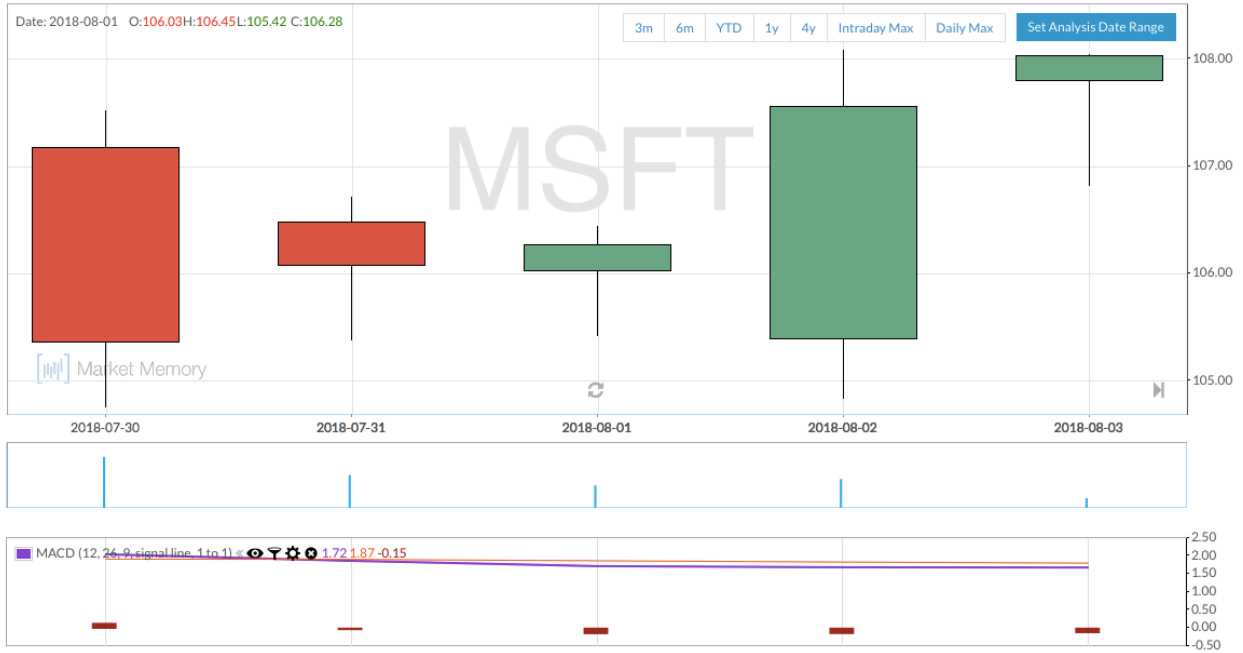 Date: 2018-08-01 O:106.03H:106.45L:105.42 C:106.28
3m 6m YTD 1y 4y Intraday Max Daily Max Set Analysis Date Range
MSFT
108.00
107.00
106.00
105.00
Market Memory
2018-07-30 2018-07-31 2018-08-01 2018-08-02 2018-08-03
MACD (12, 26, 9, signal line, 1 to 1) « 1.72 1.87 -0.15
2.50
2.00
1.50
1.00
0.50
0.00
-0.50